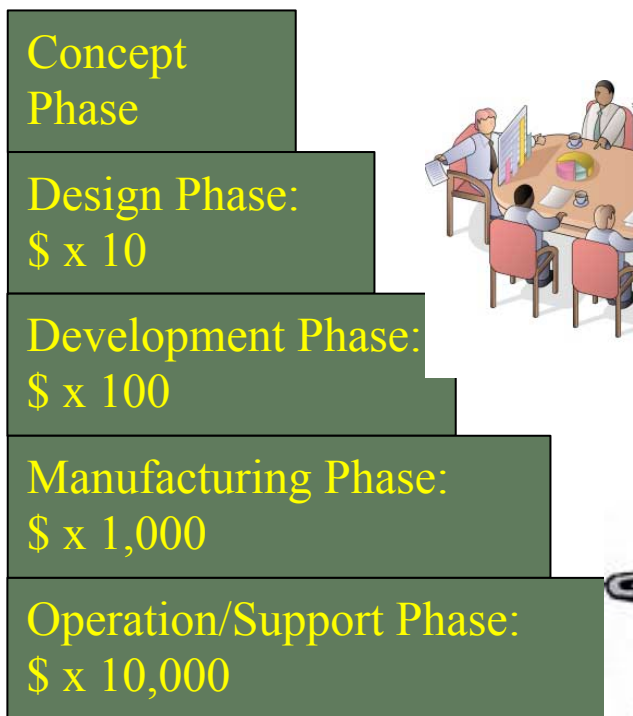 Concept
Phase
Design Phase:
$ x 10
Development Phase:
$ x 100
Manufacturing Phase:
$ x 1,000
Operation/Support Phase:
$ x 10,000